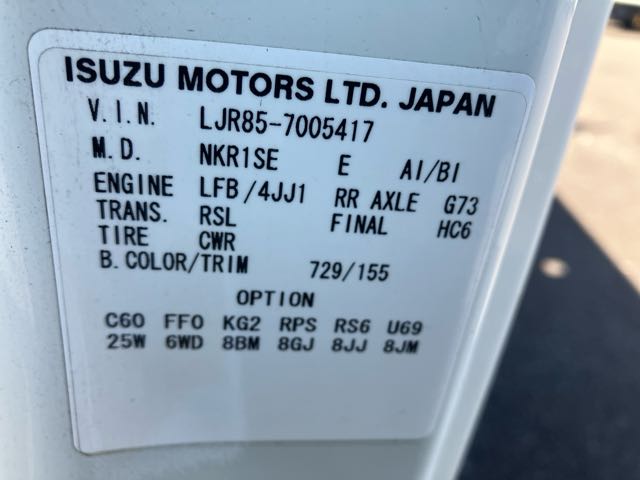 ISUZU MOTORS LTD. JAPAN
V.I.N. LJR85-7005417
M.D. NKR1SE E AI/BI
ENGINE LFB/4JJ1 RR AXLE G73
TRANS. RSL FINAL HC6
TIRE CWR
B.COLOR/TRIM 729/155
OPTION
C60 FF0 KG2 RPS RS6 U69
25W 6WD 8BM 8GJ 8JJ 8JM